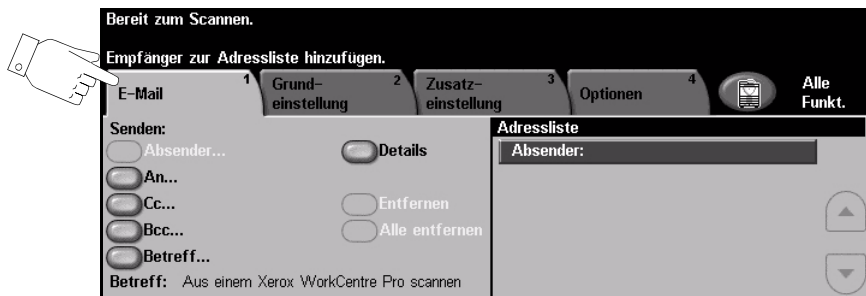 Bereit zum Scannen.
Empfänger zur Adressliste hinzufügen.
E-Mail 1
Grund-
einstellung 2
Zusatz-
einstellung 3
Optionen 4
Alle
Funkt.
Senden:
Absender...
Details
An...
Cc...
Entfernen
Bcc...
Alle entfernen
Betreff...
Betreff: Aus einem Xerox WorkCentre Pro scannen
Adressliste
Absender: